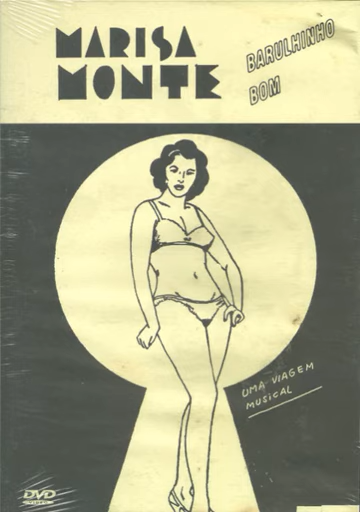 MARISA
MONTE
BARULHINHO
BOM
UMA VIAGEM
MUSICAL
DVD